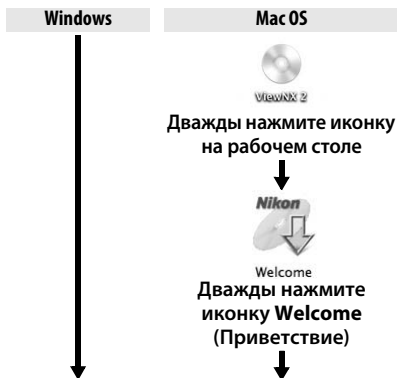 Windows
Mac OS
ViewNX 2
Дважды нажмите иконку
на рабочем столе
Nikon
Welcome
Дважды нажмите
иконку Welcome
(Приветствие)